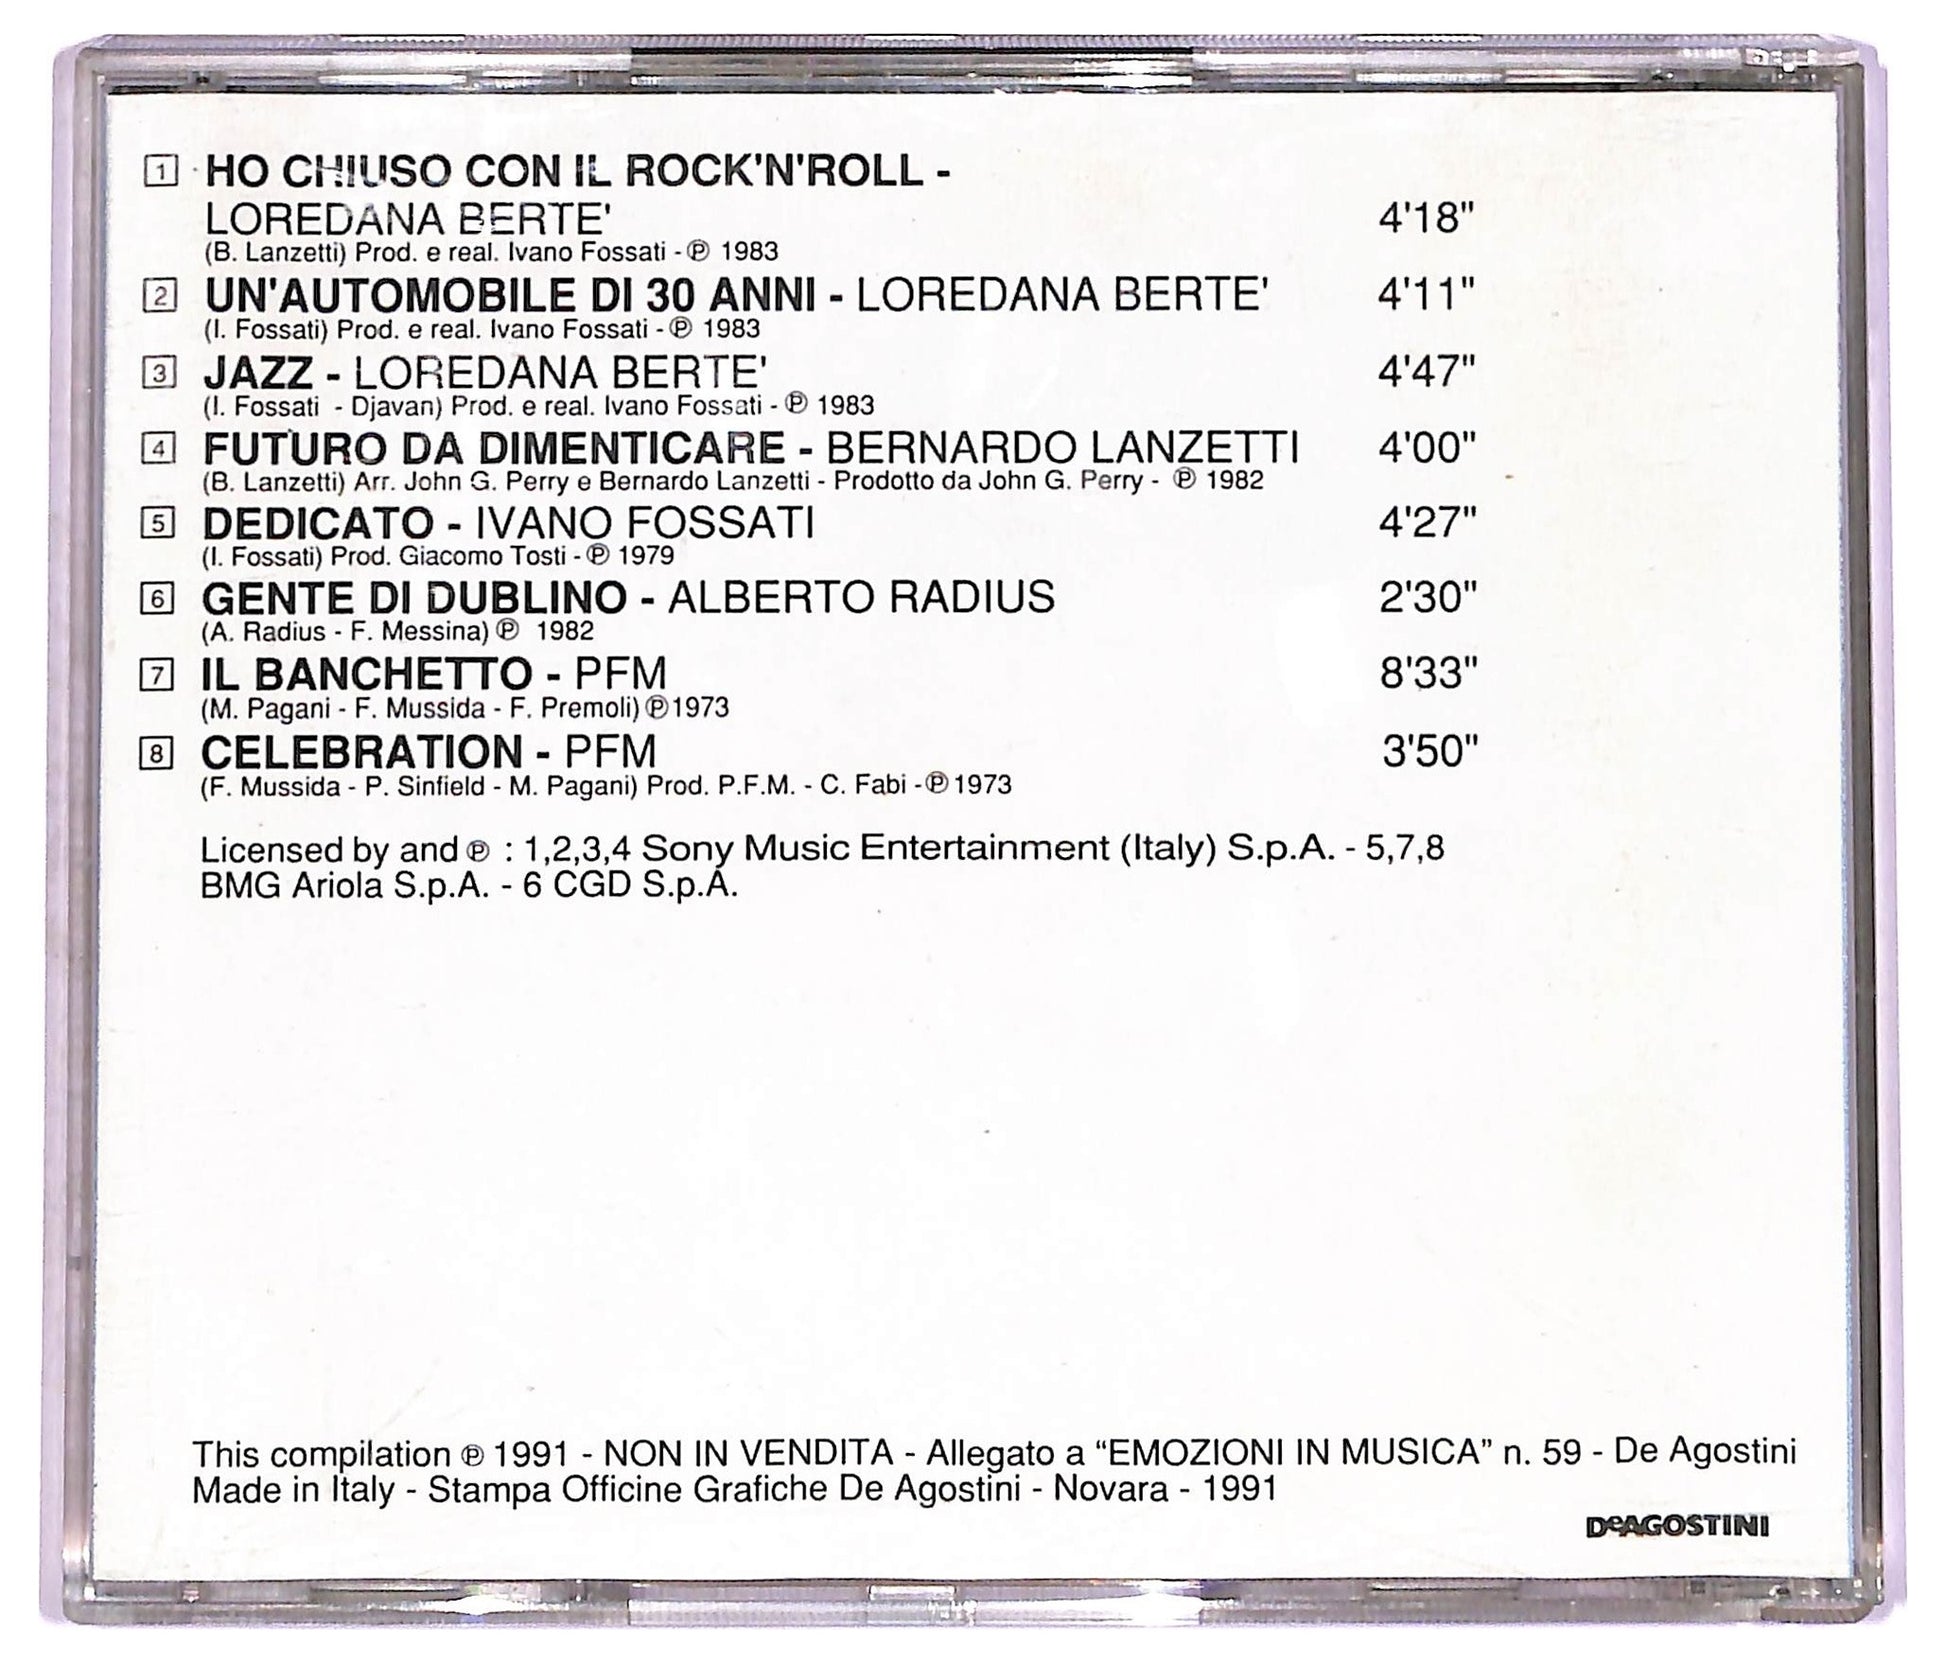 1 HO CHIUSO CON IL ROCK'N'ROLL -
LOREDANA BERTE' 4'18"
(B. Lanzetti) Prod. e real. Ivano Fossati - ℗ 1983
2 UN'AUTOMOBILE DI 30 ANNI - LOREDANA BERTE' 4'11"
(I. Fossati) Prod. e real. Ivano Fossati - ℗ 1983
3 JAZZ - LOREDANA BERTE' 4'47"
(I. Fossati - Djavan) Prod. e real. Ivano Fossati - ℗ 1983
4 FUTURO DA DIMENTICARE - BERNARDO LANZETTI 4'00"
(B. Lanzetti) Arr. John G. Perry e Bernardo Lanzetti - Prodotto da John G. Perry - ℗ 1982
5 DEDICATO - IVANO FOSSATI 4'27"
(I. Fossati) Prod. Giacomo Tosti - ℗ 1979
6 GENTE DI DUBLINO - ALBERTO RADIUS 2'30"
(A. Radius - F. Messina) ℗ 1982
7 IL BANCHETTO - PFM 8'33"
(M. Pagani - F. Mussida - F. Premoli) ℗ 1973
8 CELEBRATION - PFM 3'50"
(F. Mussida - P. Sinfield - M. Pagani) Prod. P.F.M. - C. Fabi - ℗ 1973
Licensed by and ℗ : 1,2,3,4 Sony Music Entertainment (Italy) S.p.A. - 5,7,8
BMG Ariola S.p.A. - 6 CGD S.p.A.
This compilation ℗ 1991 - NON IN VENDITA - Allegato a “EMOZIONI IN MUSICA” n. 59 - De Agostini
Made in Italy - Stampa Officine Grafiche De Agostini - Novara - 1991
DeAGOSTINI